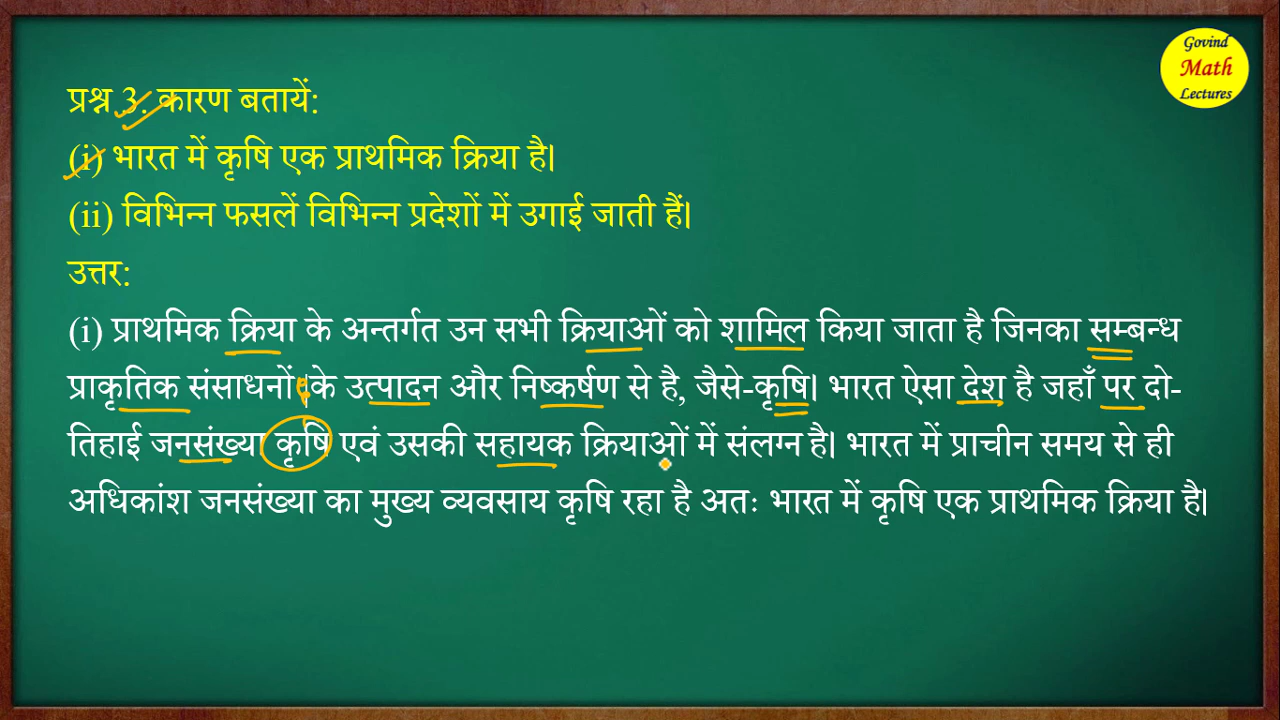 Govind
Math
Lectures
प्रश्न 3. कारण बतायें:
(i) भारत में कृषि एक प्राथमिक क्रिया है।
(ii) विभिन्न फसलें विभिन्न प्रदेशों में उगाई जाती हैं।
उत्तर:
(i) प्राथमिक क्रिया के अन्तर्गत उन सभी क्रियाओं को शामिल किया जाता है जिनका सम्बन्ध
प्राकृतिक संसाधनों के उत्पादन और निष्कर्षण से है, जैसे-कृषि। भारत ऐसा देश है जहाँ पर दो-
तिहाई जनसंख्या कृषि एवं उसकी सहायक क्रियाओं में संलग्न है। भारत में प्राचीन समय से ही
अधिकांश जनसंख्या का मुख्य व्यवसाय कृषि रहा है अतः भारत में कृषि एक प्राथमिक क्रिया है।